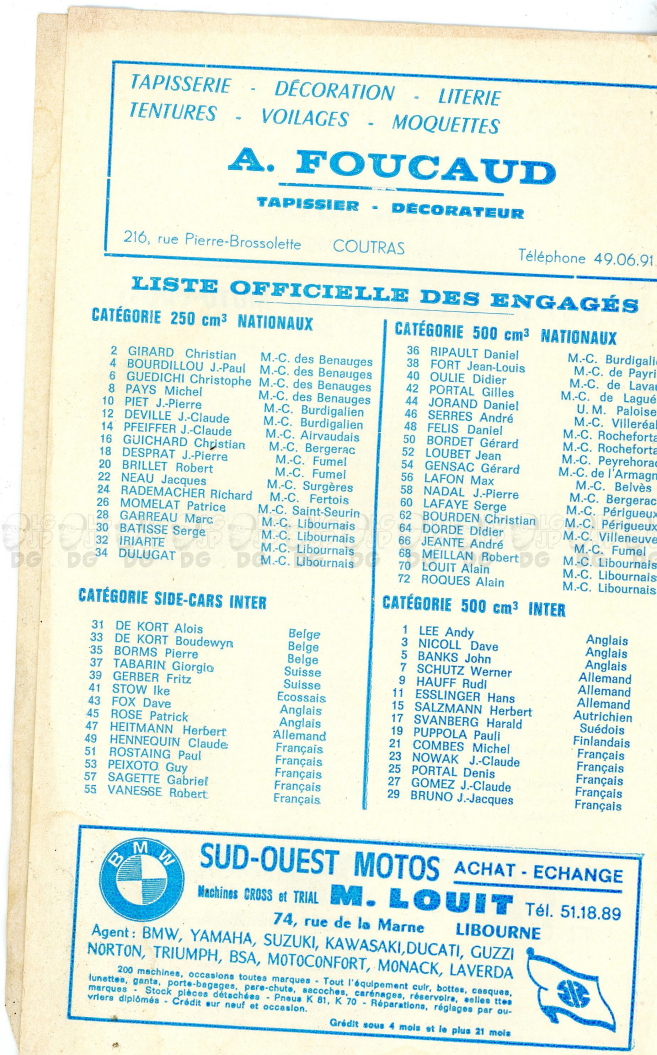 TAPISSERIE - DÉCORATION - LITERIE
TENTURES - VOILAGES - MOQUETTES
A. FOUCAUD
TAPISSIER - DÉCORATEUR
216, rue Pierre-Brossolette COUTRAS Téléphone 49.06.91.
LISTE OFFICIELLE DES ENGAGÉS
CATÉGORIE 250 cm³ NATIONAUX
2 GIRARD Christian M.-C. des Benauges
4 BOURDILLOU J.-Paul M.-C. des Benauges
6 GUEDICHI Christophe M.-C. des Benauges
8 PAYS Michel M.-C. des Benauges
10 PIET J.-Pierre M.-C. Burdigalien
12 DEVILLE J.-Claude M.-C. Burdigalien
14 PFEIFFER J.-Claude M.-C. Airvaudais
16 GUICHARD Christian M.-C. Bergerac
18 DESPRAT J.-Pierre M.-C. Fumel
20 BRILLET Robert M.-C. Fumel
22 NEAU Jacques M.-C. Surgères
24 RADEMACHER Richard M.-C. Fertois
26 MOMELAT Patrice M.-C. Saint-Seurin
28 GARREAU Marc M.-C. Libournais
30 BATISSE Serge M.-C. Libournais
32 IRIARTE M.-C. Libournais
34 DULUGAT M.-C. Libournais
CATÉGORIE 500 cm³ NATIONAUX
36 RIPAULT Daniel M.-C. Burdigali
38 FORT Jean-Louis M.-C. de Payri
40 OULIE Didier M.-C. de Lava
42 PORTAL Gilles M.-C. de Lagué
44 JORAND Daniel U. M. Paloise
46 SERRES André M.-C. Villeréal
48 FELIS Daniel M.C. Rocheforta
50 BORDET Gérard M.C. Rocheforta
52 LOUBET Jean M.-C. Peyrehorac
54 GENSAC Gérard M.-C. de l'Armagn
56 LAFON Max M.-C. Belvès
58 NADAL J.-Pierre M.-C. Bergerac
60 LAFAYE Serge M.-C. Périgueux
62 BOURDEN Christian M.-C. Périgueux
64 DORDE Didier M.-C. Villeneuve
66 JEANTE André M.-C. Fumel
68 MEILLAN Robert M.-C. Libournais
70 LOUIT Alain M.-C. Libournais
72 ROQUES Alain M.-C. Libournais
CATÉGORIE SIDE-CARS INTER
31 DE KORT Alois Belge
33 DE KORT Boudewyn Belge
35 BORMS Pierre Belge
37 TABARIN Giorgio Suisse
39 GERBER Fritz Suisse
41 STOW Ike Ecossais
43 FOX Dave Anglais
45 ROSE Patrick Anglais
47 HEITMANN Herbert Allemand
49 HENNEQUIN Claude Français
51 ROSTAING Paul Français
53 PEIXOTO Guy Français
57 SAGETTE Gabriel Français
55 VANESSE Robert Français
CATÉGORIE 500 cm³ INTER
1 LEE Andy Anglais
3 NICOLL Dave Anglais
5 BANKS John Anglais
7 SCHUTZ Werner Allemand
9 HAUFF Rudi Allemand
11 ESSLINGER Hans Allemand
15 SALZMANN Herbert Autrichien
17 SVANBERG Harald Suédois
19 PUPPOLA Pauli Finlandais
21 COMBES Michel Français
23 NOWAK J.-Claude Français
25 PORTAL Denis Français
27 GOMEZ J.-Claude Français
29 BRUNO J.-Jacques Français
BMW
SUD-OUEST MOTOS ACHAT - ECHANGE
Machines CROSS et TRIAL M. LOUIT Tél. 51.18.89
74, rue de la Marne LIBOURNE
Agent : BMW, YAMAHA, SUZUKI, KAWASAKI, DUCATI, GUZZI
NORTON, TRIUMPH, BSA, MOTOCONFORT, MONACK, LAVERDA
200 machines, occasions toutes marques - Tout l'équipement cuir, bottes, casques,
lunettes, gants, porte-bagages, pare-chute, sacoches, carénages, réservoirs, selles ttes
marques - Stock pièces détachées - Pneus K 81, K 70 - Réparations, réglages par ou-
vriers diplômés - Crédit sur neuf et occasion.
Grédit sous 4 mois et le plus 21 mois